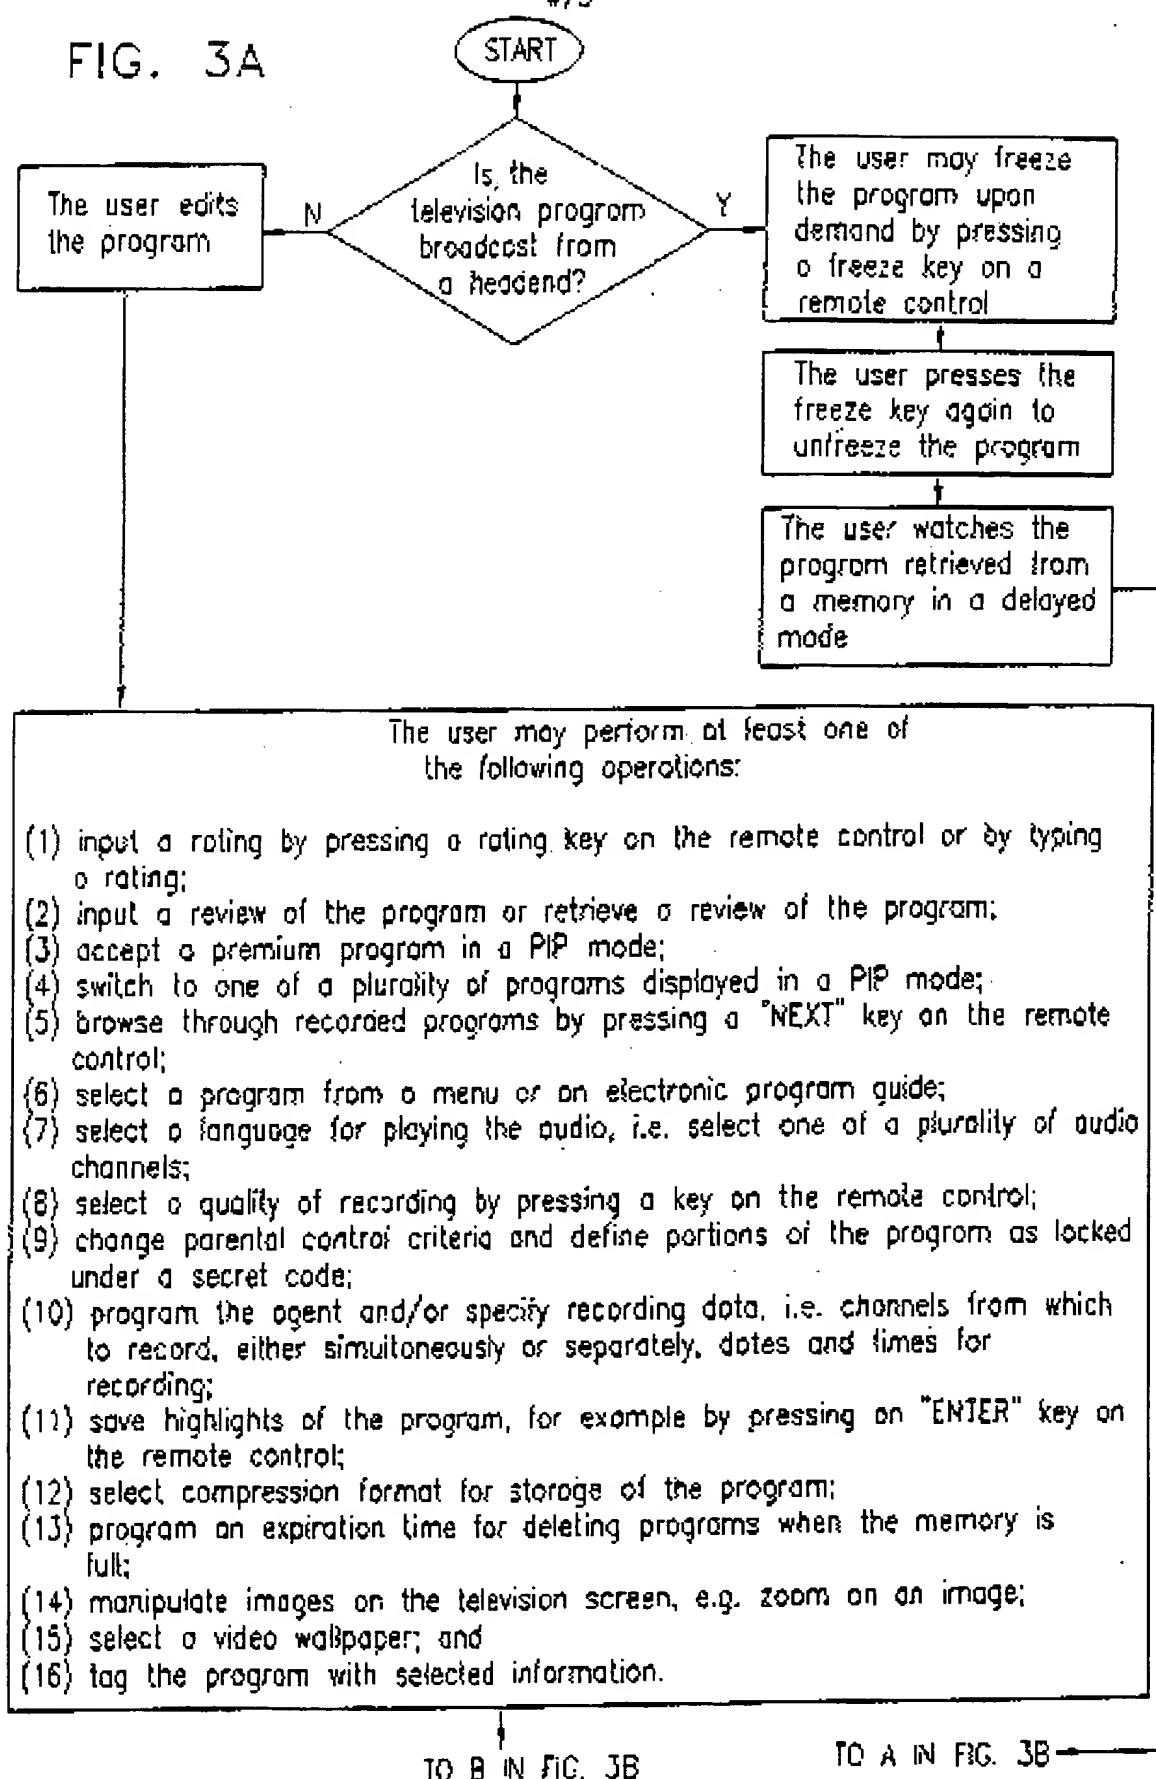 FIG. 3A
START
Is the
television program
broadcast from
a headend?
N
Y
The user edits
the program
The user may freeze
the program upon
demand by pressing
a freeze key on a
remote control
The user presses the
freeze key again to
unfreeze the program
The user watches the
program retrieved from
a memory in a delayed
mode
The user may perform at least one of
the following operations:
(1) input a rating by pressing a rating key on the remote control or by typing
a rating;
(2) input a review of the program or retrieve a review of the program;
(3) accept a premium program in a PIP mode;
(4) switch to one of a plurality of programs displayed in a PIP mode;
(5) browse through recorded programs by pressing a "NEXT" key on the remote
control;
(6) select a program from a menu or an electronic program guide;
(7) select a language for playing the audio, i.e. select one of a plurality of audio
channels;
(8) select a quality of recording by pressing a key on the remote control;
(9) change parental control criteria and define portions of the program as locked
under a secret code;
(10) program the agent and/or specify recording data, i.e. channels from which
to record, either simultaneously or separately, dates and times for
recording;
(11) save highlights of the program, for example by pressing an "ENTER" key on
the remote control;
(12) select compression format for storage of the program;
(13) program an expiration time for deleting programs when the memory is
full;
(14) manipulate images on the television screen, e.g. zoom on an image;
(15) select a video wallpaper; and
(16) tag the program with selected information.
TO B IN FIG. 3B
TO A IN FIG. 3B